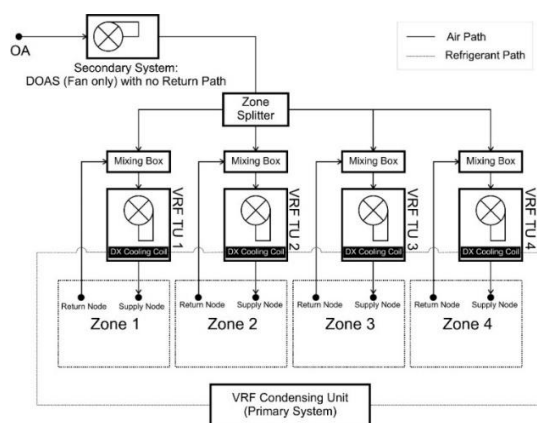 OA
Secondary System:
DOAS (Fan only) with no Return Path
Air Path
Refrigerant Path
Zone
Splitter
Mixing Box
Mixing Box
Mixing Box
Mixing Box
VRF TU 1
VRF TU 2
VRF TU 3
VRF TU 4
DX Cooling Coil
DX Cooling Coil
DX Cooling Coil
DX Cooling Coil
Return Node
Supply Node
Return Node
Supply Node
Return Node
Supply Node
Return Node
Supply Node
Zone 1
Zone 2
Zone 3
Zone 4
VRF Condensing Unit
(Primary System)